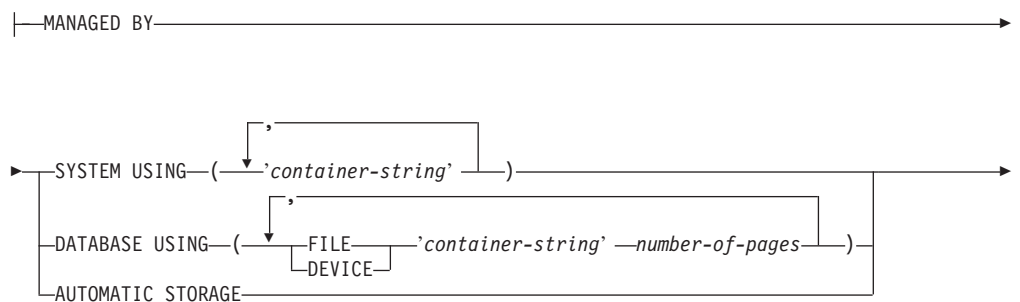 MANAGED BY
,
SYSTEM USING ( 'container-string' )
,
DATABASE USING ( FILE 'container-string' number-of-pages )
DEVICE
AUTOMATIC STORAGE